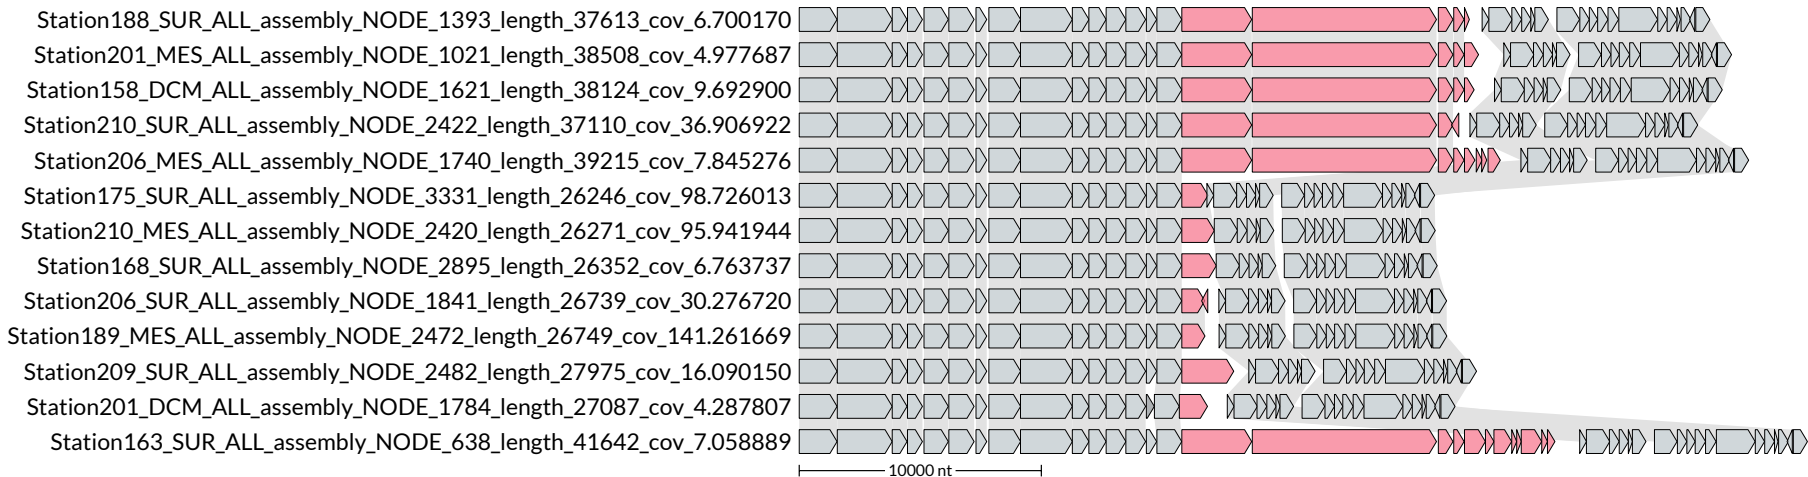 Station188_SUR_ALL_assembly_NODE_1393_length_37613_cov_6.700170
Station201_MES_ALL_assembly_NODE_1021_length_38508_cov_4.977687
Station158_DCM_ALL_assembly_NODE_1621_length_38124_cov_9.692900
Station210_SUR_ALL_assembly_NODE_2422_length_37110_cov_36.906922
Station206_MES_ALL_assembly_NODE_1740_length_39215_cov_7.845276
Station175_SUR_ALL_assembly_NODE_3331_length_26246_cov_98.726013
Station210_MES_ALL_assembly_NODE_2420_length_26271_cov_95.941944
Station168_SUR_ALL_assembly_NODE_2895_length_26352_cov_6.763737
Station206_SUR_ALL_assembly_NODE_1841_length_26739_cov_30.276720
Station189_MES_ALL_assembly_NODE_2472_length_26749_cov_141.261669
Station209_SUR_ALL_assembly_NODE_2482_length_27975_cov_16.090150
Station201_DCM_ALL_assembly_NODE_1784_length_27087_cov_4.287807
Station163_SUR_ALL_assembly_NODE_638_length_41642_cov_7.058889
10000 nt